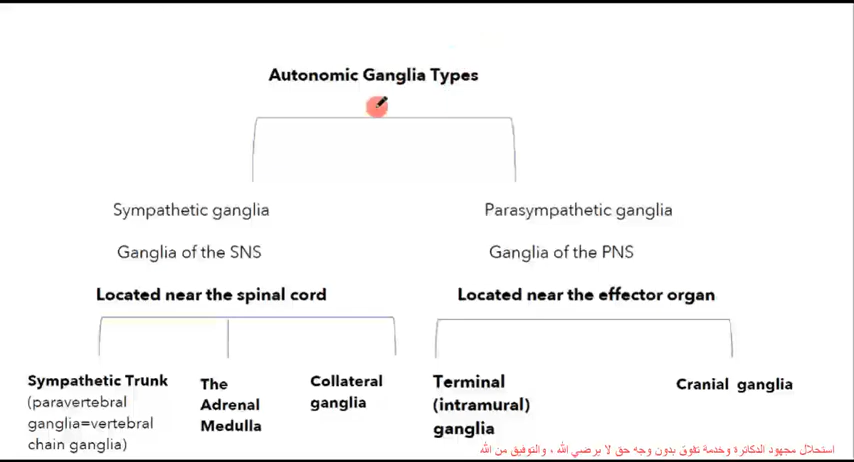 Autonomic Ganglia Types
Sympathetic ganglia
Parasympathetic ganglia
Ganglia of the SNS
Ganglia of the PNS
Located near the spinal cord
Located near the effector organ
Sympathetic Trunk
(paravertebral
ganglia=vertebral
chain ganglia)
The
Adrenal
Medulla
Collateral
ganglia
Terminal
(intramural)
ganglia
Cranial ganglia
استحلال مجهود الدكاترة وخدمة تفوق بدون وجه حق لا يرضي الله ، والتوفيق من الله